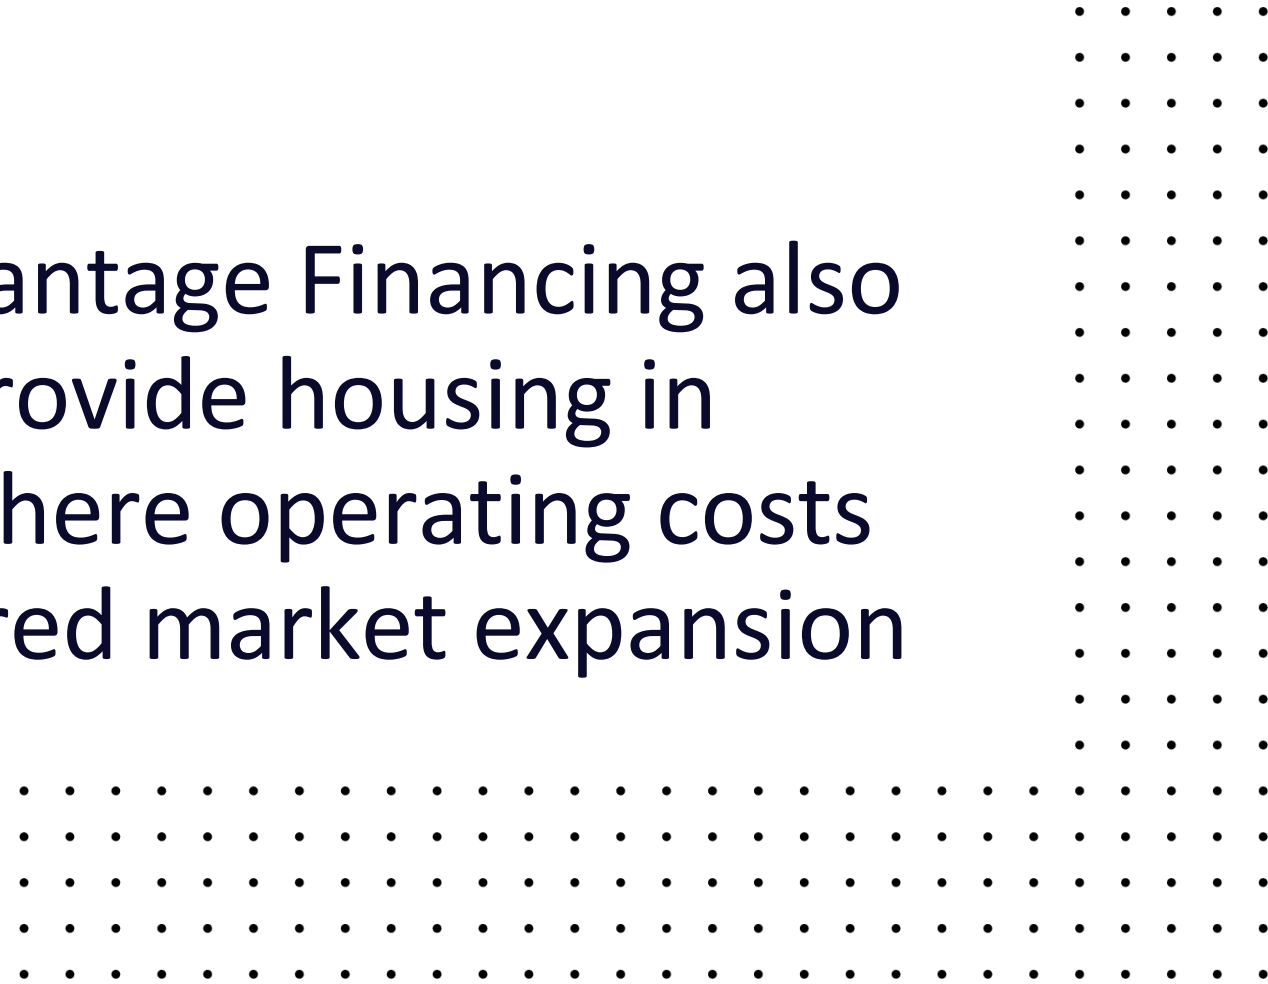 antage Financing also
rovide housing in
here operating costs
red market expansion